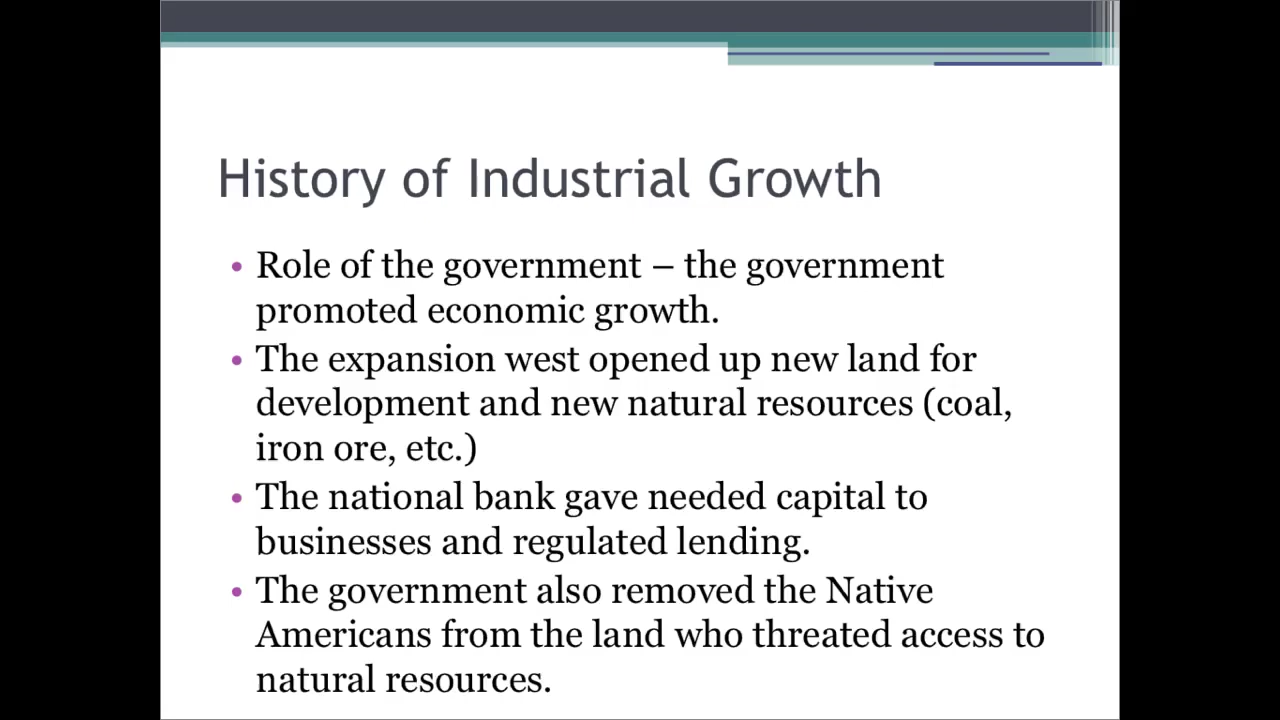 History of Industrial Growth
• Role of the government – the government
promoted economic growth.
• The expansion west opened up new land for
development and new natural resources (coal,
iron ore, etc.)
• The national bank gave needed capital to
businesses and regulated lending.
• The government also removed the Native
Americans from the land who threated access to
natural resources.